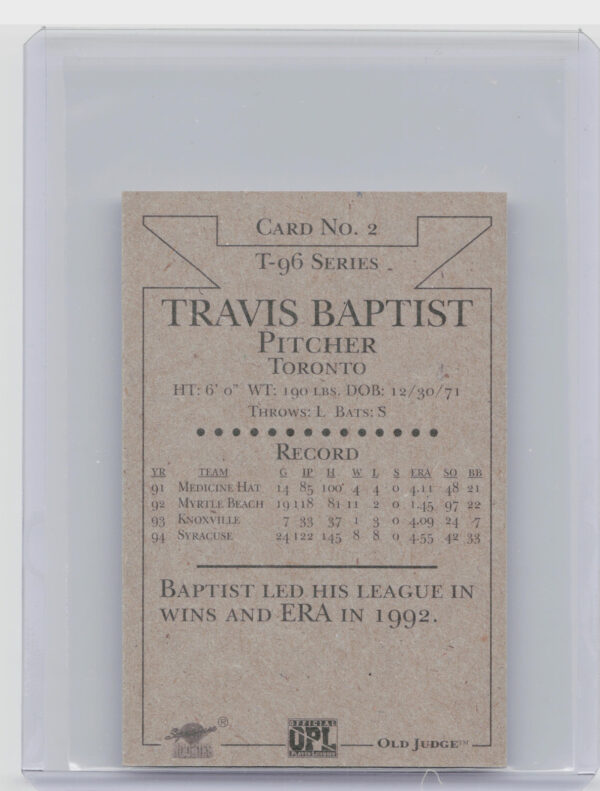 CARD NO. 2
T-96 SERIES
TRAVIS BAPTIST
PITCHER
TORONTO
HT: 6' 0" WT: 190 LBS. DOB: 12/30/71
THROWS: L BATS: S
RECORD
YR TEAM G IP H W L S ERA SO BB
91 MEDICINE HAT 14 85 100 4 4 0 4.11 48 21
92 MYRTLE BEACH 19 118 81 11 2 0 1.45 97 22
93 KNOXVILLE 7 33 37 1 3 0 4.09 24 7
94 SYRACUSE 24 122 145 8 8 0 4.55 42 33
BAPTIST LED HIS LEAGUE IN
WINS AND ERA IN 1992.
® OFFICIAL
OPL
OLD JUDGE™